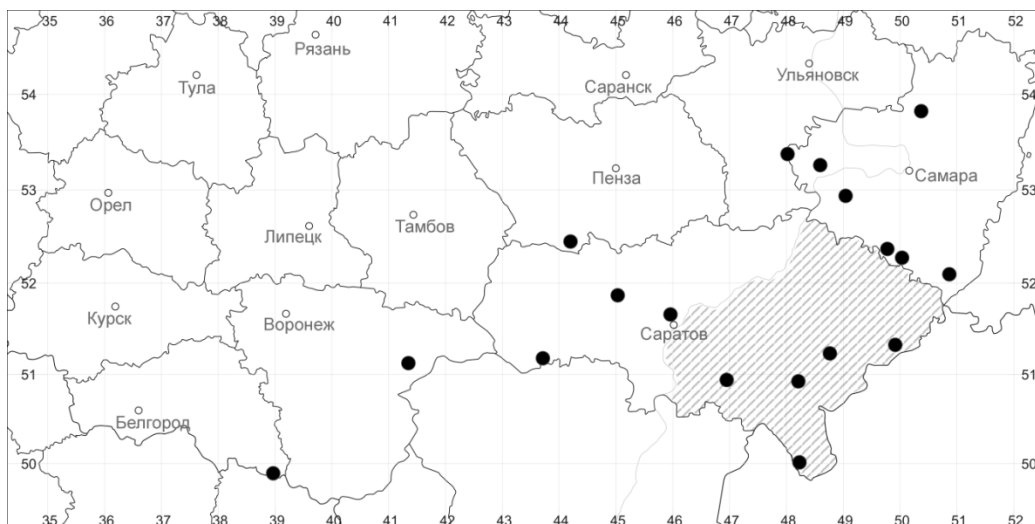 35 36 37 38 39 40 41 42 43 44 45 46 47 48 49 50 51 52
Рязань
Ульяновск
Тула
Саранск
54 54
Пенза
Самара
53 53
Орел
Тамбов
Липецк
52 52
Курск
Воронеж
Саратов
51 51
Белгород
50 50
35 36 37 38 39 40 41 42 43 44 45 46 47 48 49 50 51 52